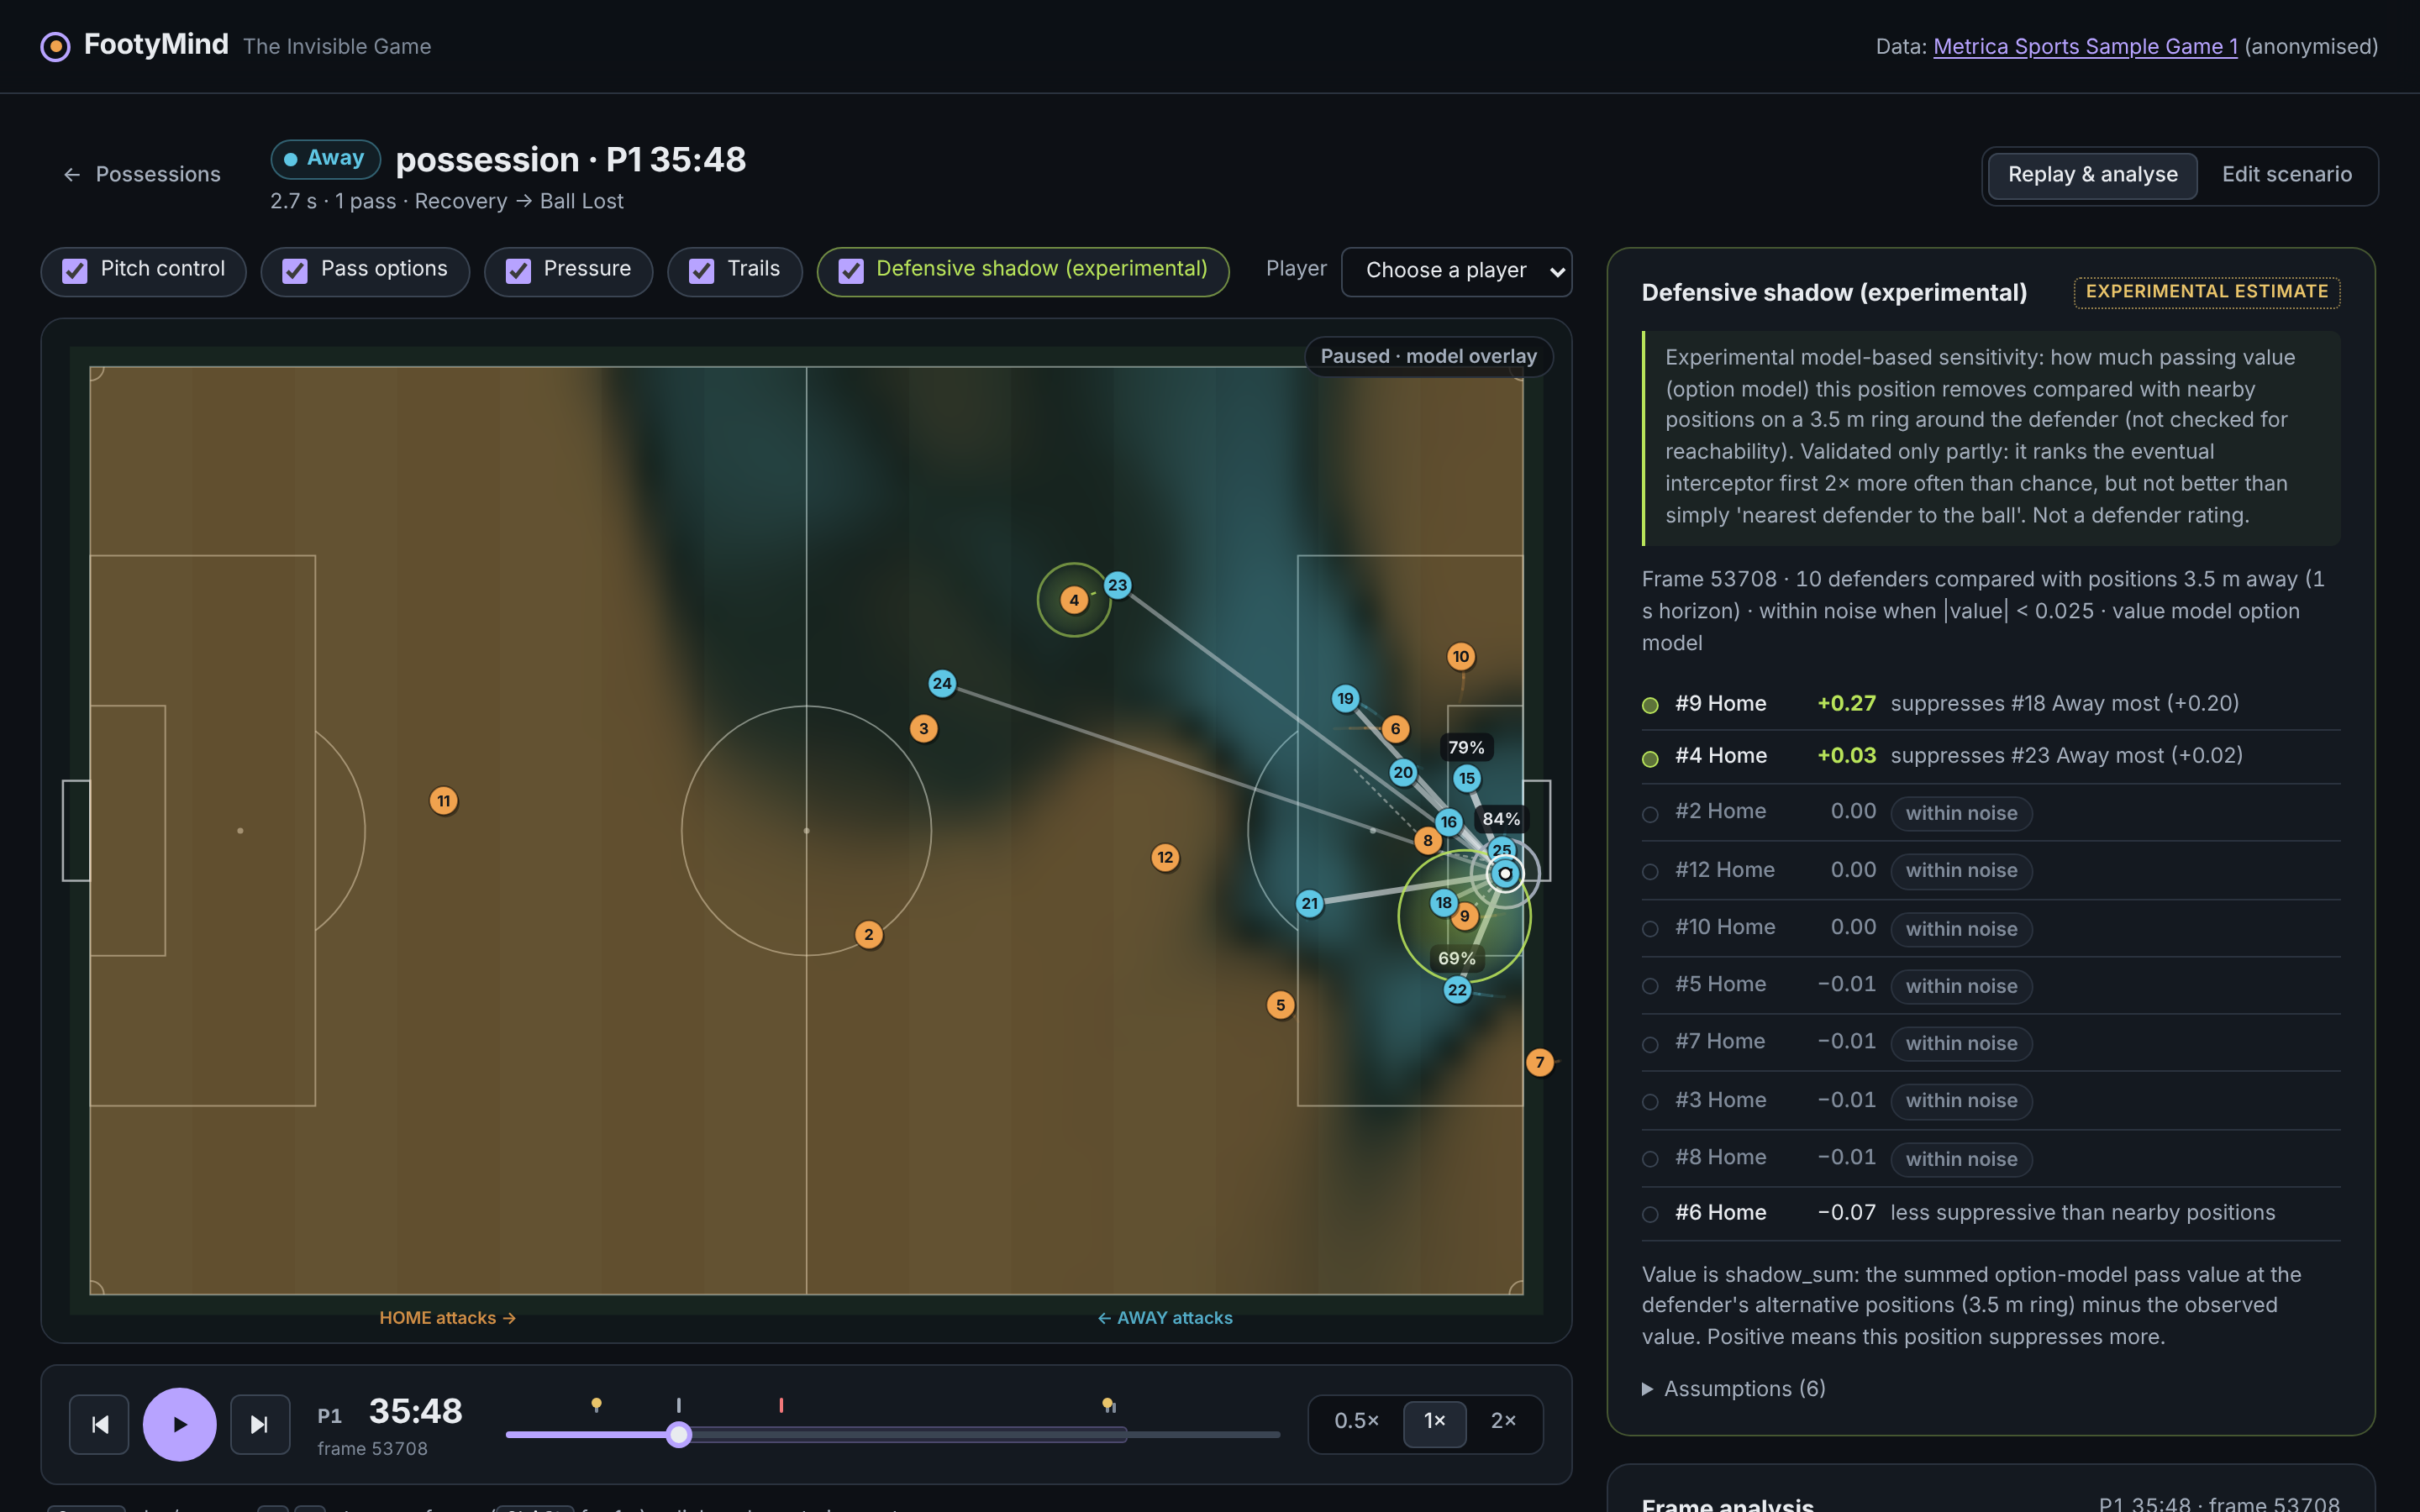 FootyMind The Invisible Game
Data: Metrica Sports Sample Game 1 (anonymised)
← Possessions
Away possession · P1 35:48
2.7 s · 1 pass · Recovery → Ball Lost
Replay & analyse
Edit scenario
Pitch control
Pass options
Pressure
Trails
Defensive shadow (experimental)
Player
Choose a player
Paused · model overlay
4
23
10
24
19
3
6
79%
20
15
11
16
84%
8
25
12
21
18
9
2
69%
22
5
7
HOME attacks →
← AWAY attacks
P1 35:48
frame 53708
0.5×
1×
2×
Defensive shadow (experimental)
EXPERIMENTAL ESTIMATE
Experimental model-based sensitivity: how much passing value
(option model) this position removes compared with nearby
positions on a 3.5 m ring around the defender (not checked for
reachability). Validated only partly: it ranks the eventual
interceptor first 2× more often than chance, but not better than
simply 'nearest defender to the ball'. Not a defender rating.
Frame 53708 · 10 defenders compared with positions 3.5 m away (1
s horizon) · within noise when |value| < 0.025 · value model option
model
#9 Home +0.27 suppresses #18 Away most (+0.20)
#4 Home +0.03 suppresses #23 Away most (+0.02)
#2 Home 0.00 within noise
#12 Home 0.00 within noise
#10 Home 0.00 within noise
#5 Home −0.01 within noise
#7 Home −0.01 within noise
#3 Home −0.01 within noise
#8 Home −0.01 within noise
#6 Home −0.07 less suppressive than nearby positions
Value is shadow_sum: the summed option-model pass value at the
defender's alternative positions (3.5 m ring) minus the observed
value. Positive means this position suppresses more.
Assumptions (6)
Frame analysis
P1 35:48 · frame 53708